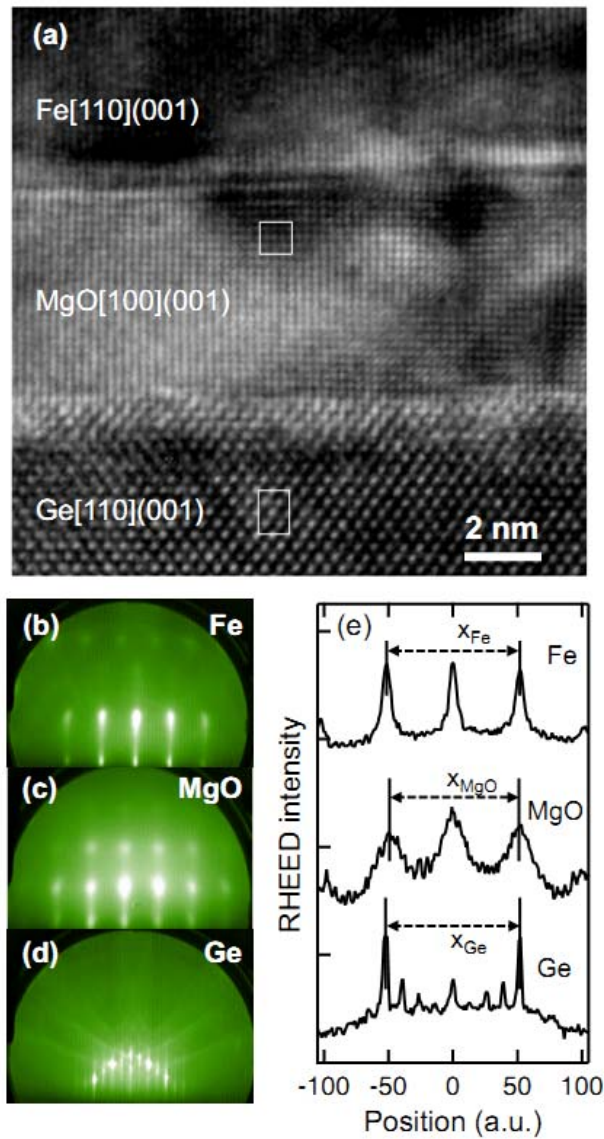 (a)
Fe[110](001)
MgO[100](001)
Ge[110](001)
2 nm
(b) Fe
(c) MgO
(d) Ge
(e)
RHEED intensity
xFe
Fe
xMgO
MgO
xGe
Ge
-100 -50 0 50 100
Position (a.u.)